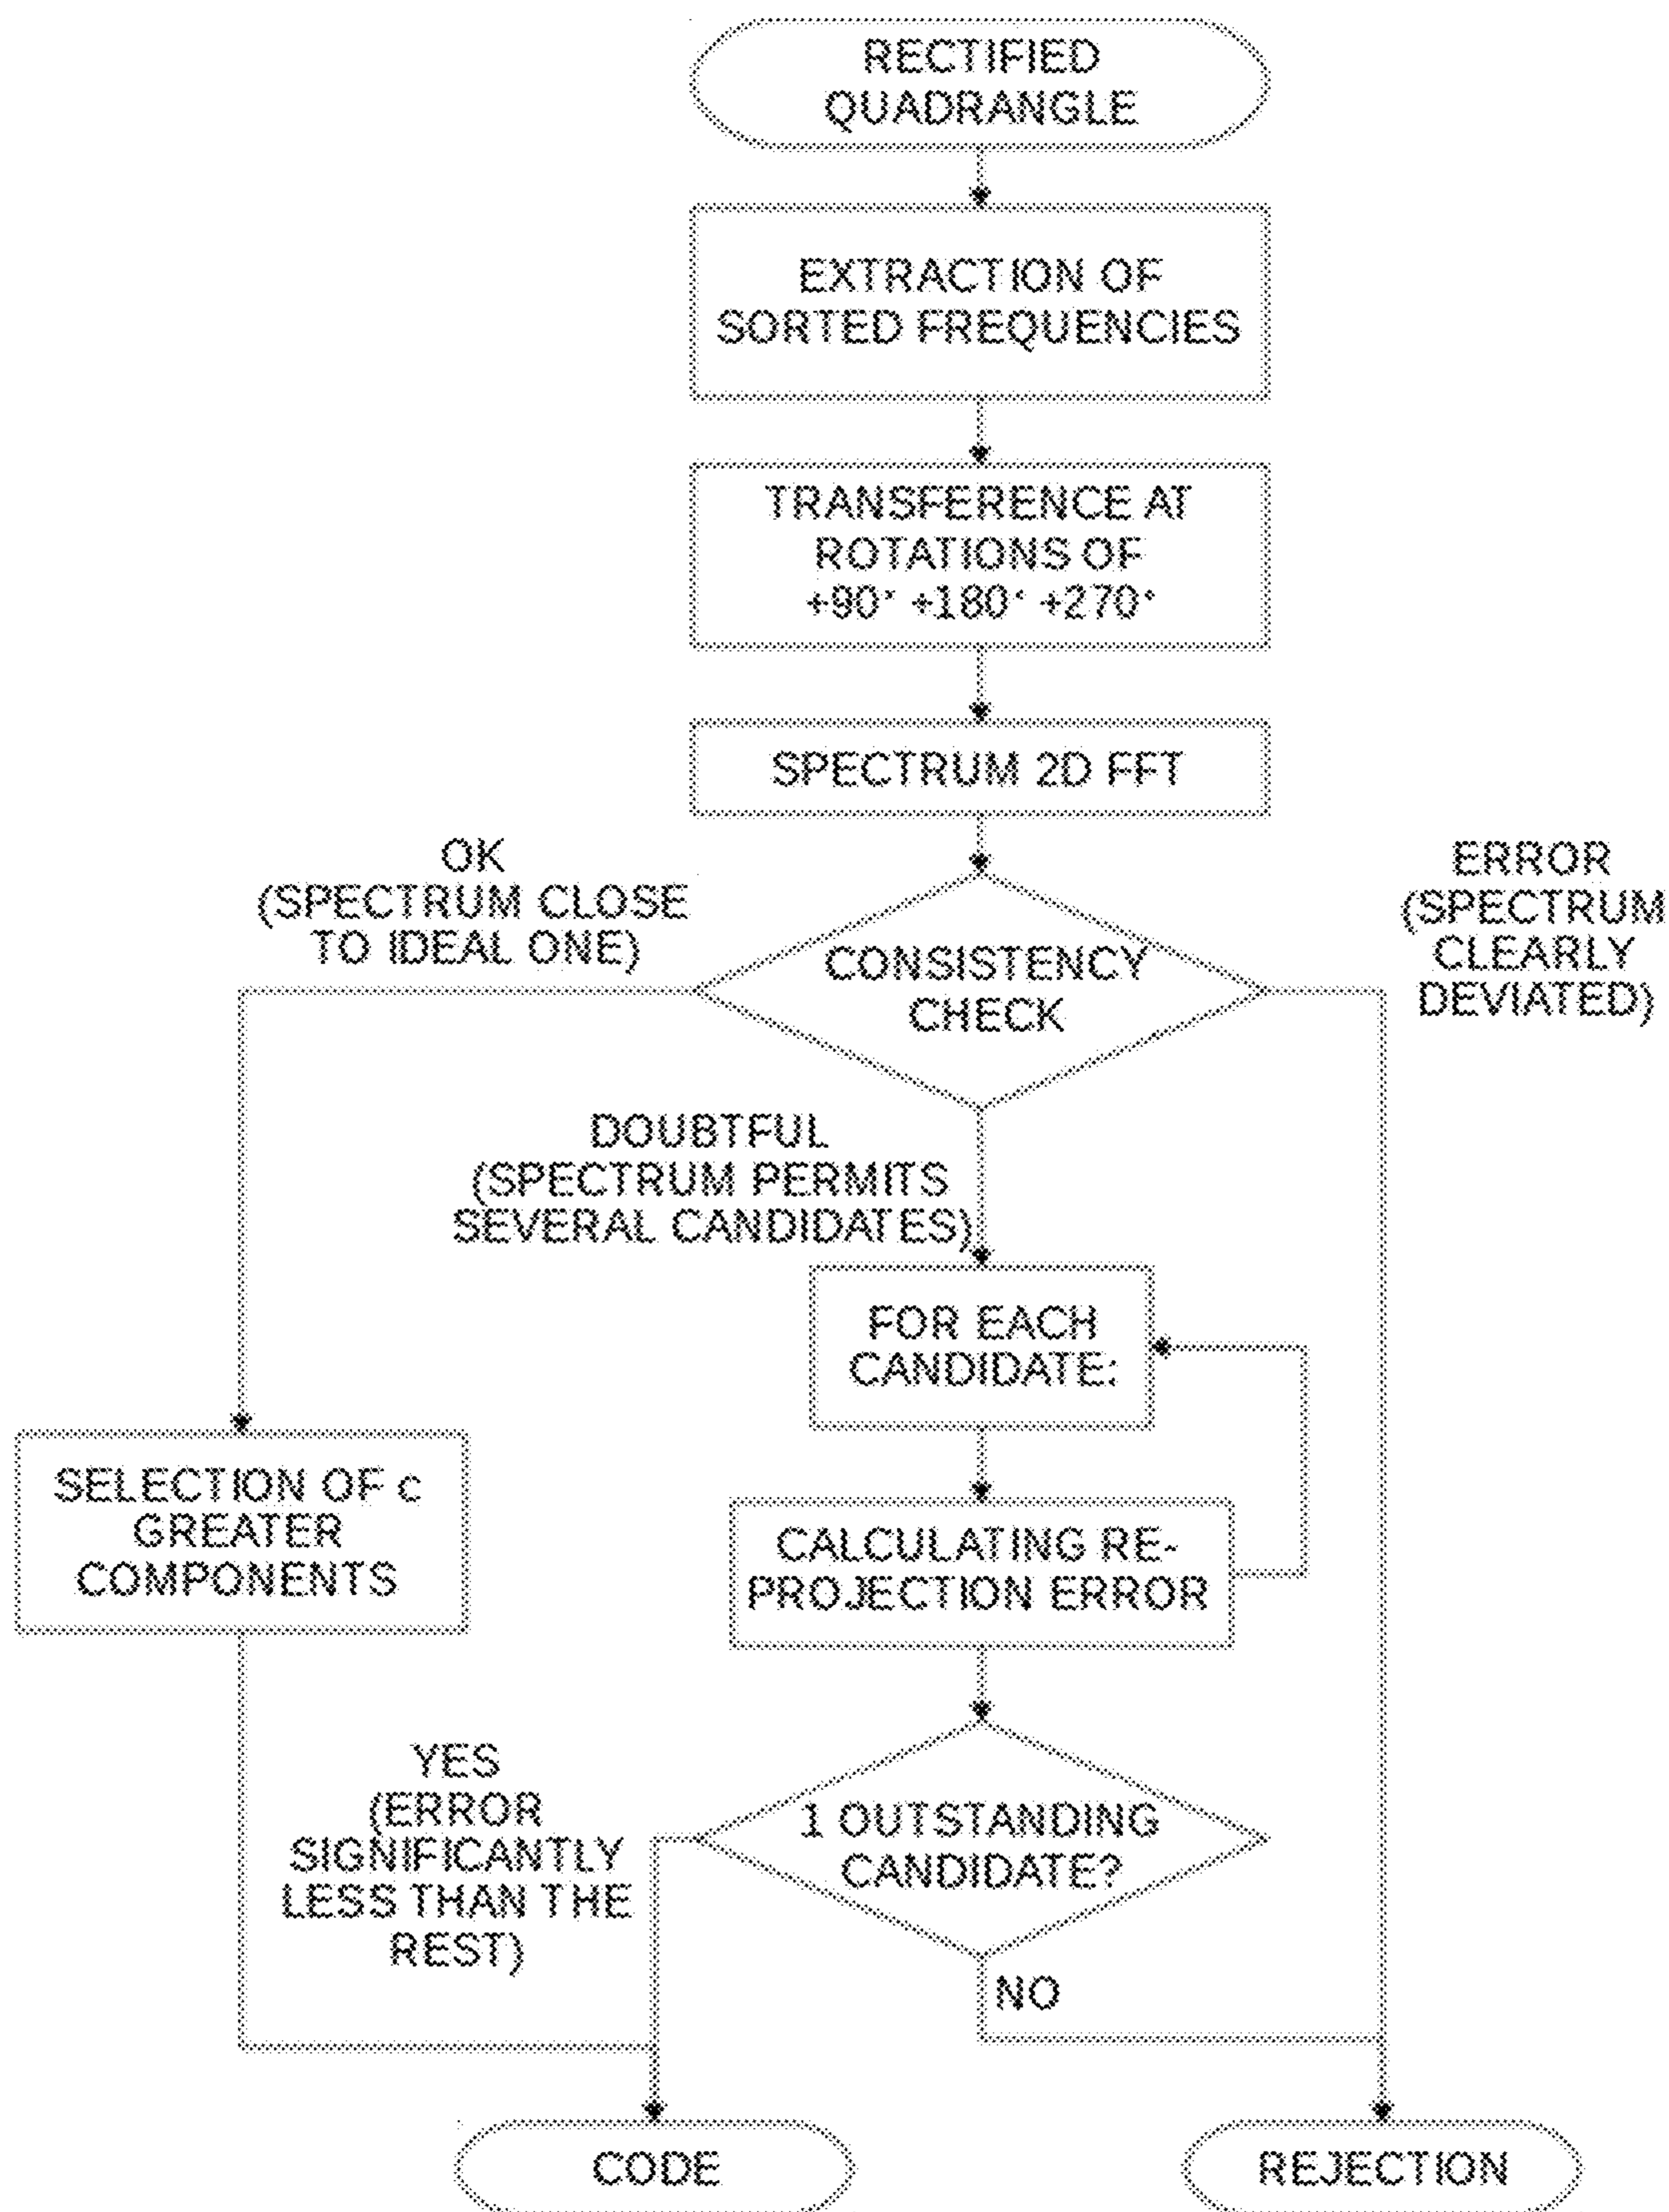 RECTIFIED
QUADRANGLE
EXTRACTION OF
SORTED FREQUENCIES
TRANSFERENCE AT
ROTATIONS OF
+90° +180° +270°
SPECTRUM 2D FFT
OK
(SPECTRUM CLOSE
TO IDEAL ONE)
ERROR
(SPECTRUM
CLEARLY
DEVIATED)
CONSISTENCY
CHECK
DOUBTFUL
(SPECTRUM PERMITS
SEVERAL CANDIDATES)
FOR EACH
CANDIDATE:
SELECTION OF c
GREATER
COMPONENTS
CALCULATING RE-
PROJECTION ERROR
YES
(ERROR
SIGNIFICANTLY
LESS THAN THE
REST)
1 OUTSTANDING
CANDIDATE?
NO
CODE
REJECTION